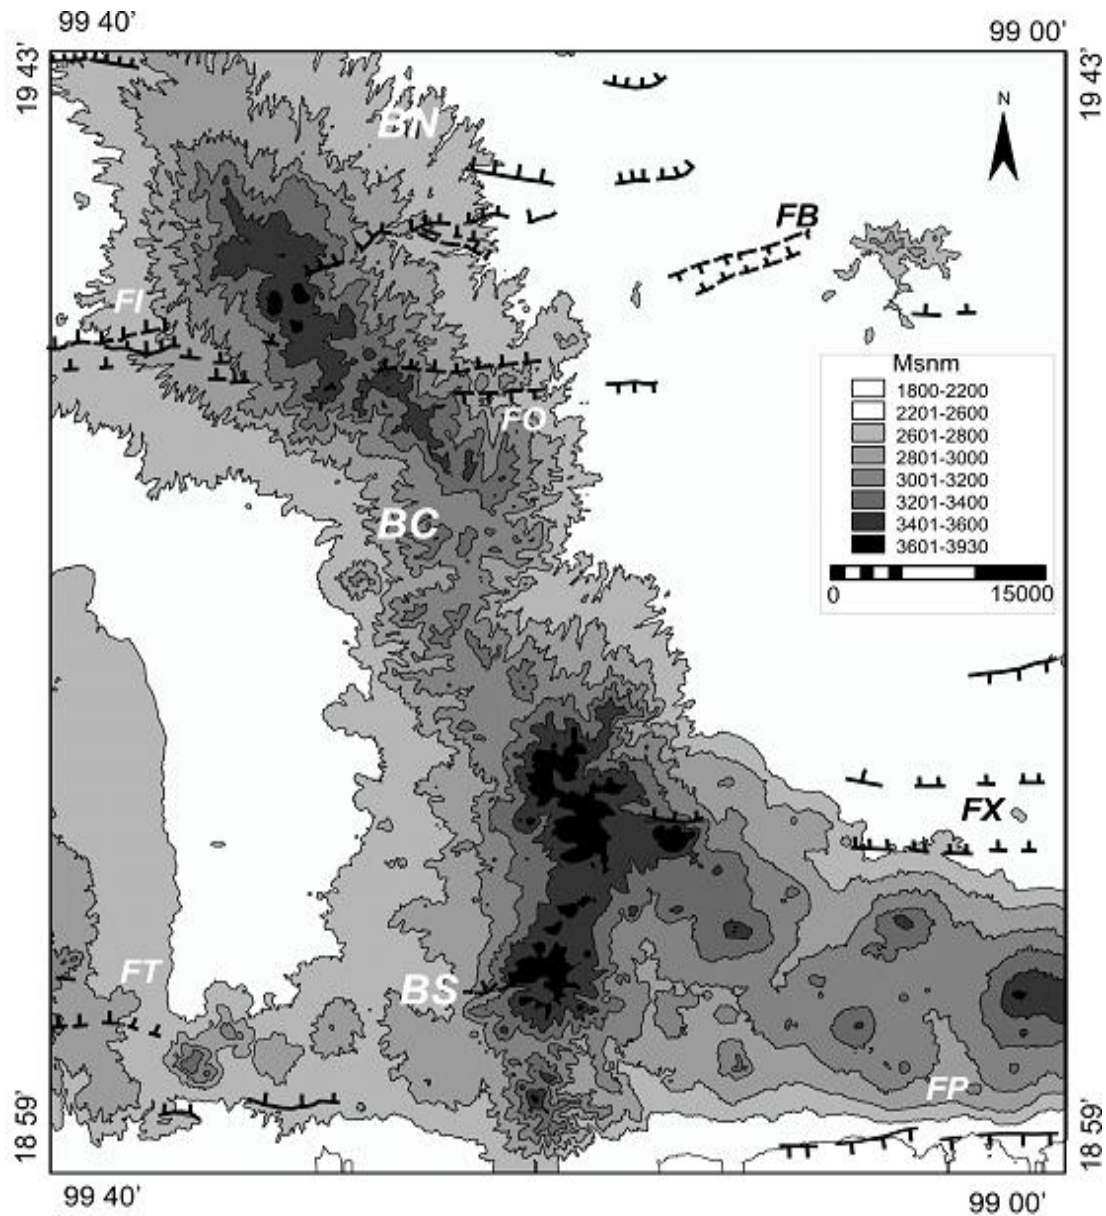 99 40'
99 00'
19 43'
19 43'
N
BN
FB
FI
Msnm
1800-2200
2201-2600
2601-2800
2801-3000
3001-3200
3201-3400
3401-3600
3601-3930
0 15000
FO
BC
FX
FT
BS
FP
18 59'
18 59'
99 40'
99 00'